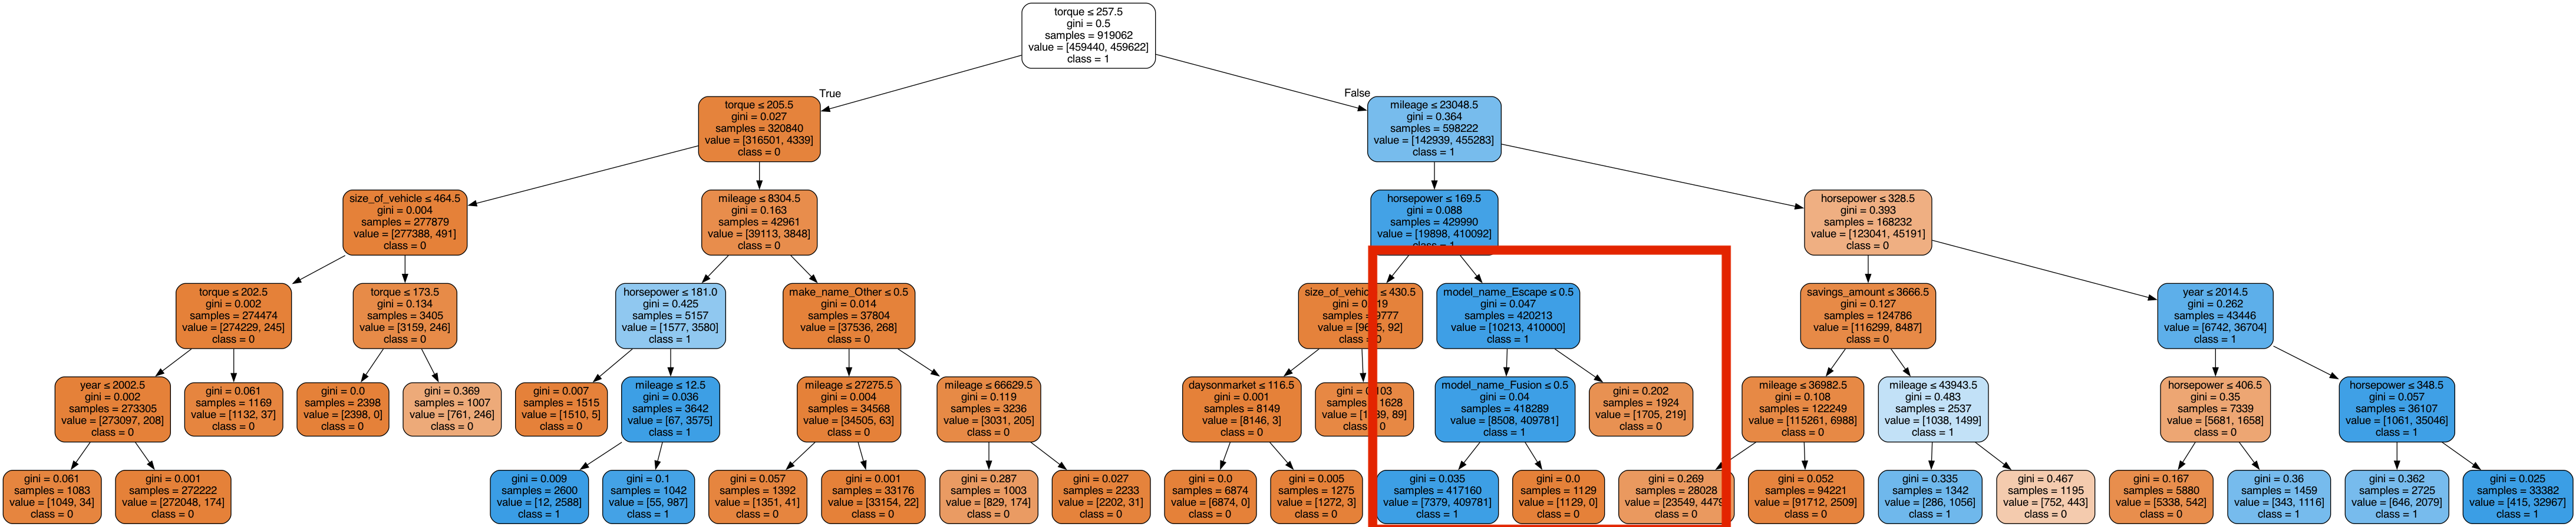 torque ≤ 257.5
gini = 0.5
samples = 919062
value = [459440, 459622]
class = 1
True
False
torque ≤ 205.5
gini = 0.027
samples = 320840
value = [316501, 4339]
class = 0
mileage ≤ 23048.5
gini = 0.364
samples = 598222
value = [142939, 455283]
class = 1
size_of_vehicle ≤ 464.5
gini = 0.004
samples = 277879
value = [277388, 491]
class = 0
mileage ≤ 8304.5
gini = 0.163
samples = 42961
value = [39113, 3848]
class = 0
horsepower ≤ 169.5
gini = 0.088
samples = 429990
value = [19898, 410092]
class = 1
horsepower ≤ 328.5
gini = 0.393
samples = 168232
value = [123041, 45191]
class = 0
torque ≤ 202.5
gini = 0.002
samples = 274474
value = [274229, 245]
class = 0
torque ≤ 173.5
gini = 0.134
samples = 3405
value = [3159, 246]
class = 0
horsepower ≤ 181.0
gini = 0.425
samples = 5157
value = [1577, 3580]
class = 1
make_name_Other ≤ 0.5
gini = 0.014
samples = 37804
value = [37536, 268]
class = 0
size_of_vehicle ≤ 430.5
gini =
samples =
value = 92]
class =
model_name_Escape ≤ 0.5
gini = 0.047
samples = 420213
value = [10213, 410000]
class = 1
savings_amount ≤ 3666.5
gini = 0.127
samples = 124786
value = [116299, 8487]
class = 0
year ≤ 2014.5
gini = 0.262
samples = 43446
value = [6742, 36704]
class = 1
year ≤ 2002.5
gini = 0.002
samples = 273305
value = [273097, 208]
class = 0
gini = 0.061
samples = 1169
value = [1132, 37]
class = 0
gini = 0.0
samples = 2398
value = [2398, 0]
class = 0
gini = 0.369
samples = 1007
value = [761, 246]
class = 0
gini = 0.007
samples = 1515
value = [1510, 5]
class = 0
mileage ≤ 12.5
gini = 0.036
samples = 3642
value = [67, 3575]
class = 1
mileage ≤ 27275.5
gini = 0.004
samples = 34568
value = [34505, 63]
class = 0
mileage ≤ 66629.5
gini = 0.119
samples = 3236
value = [3031, 205]
class = 0
daysonmarket ≤ 116.5
gini = 0.001
samples = 8149
value = [8146, 3]
class = 0
gini =
samples = 1628
value = 89]
class = 0
model_name_Fusion ≤ 0.5
gini = 0.04
samples = 418289
value = [8508, 409781]
class = 1
gini = 0.202
samples = 1924
value = [1705, 219]
class = 0
mileage ≤ 36982.5
gini = 0.108
samples = 122249
value = [115261, 6988]
class = 0
mileage ≤ 43943.5
gini = 0.483
samples = 2537
value = [1038, 1499]
class = 1
horsepower ≤ 406.5
gini = 0.35
samples = 7339
value = [5681, 1658]
class = 0
horsepower ≤ 348.5
gini = 0.057
samples = 36107
value = [1061, 35046]
class = 1
gini = 0.061
samples = 1083
value = [1049, 34]
class = 0
gini = 0.001
samples = 272222
value = [272048, 174]
class = 0
gini = 0.009
samples = 2600
value = [12, 2588]
class = 1
gini = 0.1
samples = 1042
value = [55, 987]
class = 1
gini = 0.057
samples = 1392
value = [1351, 41]
class = 0
gini = 0.001
samples = 33176
value = [33154, 22]
class = 0
gini = 0.287
samples = 1003
value = [829, 174]
class = 0
gini = 0.027
samples = 2233
value = [2202, 31]
class = 0
gini = 0.0
samples = 6874
value = [6874, 0]
class = 0
gini = 0.005
samples = 1275
value = [1272, 3]
class = 0
gini = 0.035
samples = 417160
value = [7379, 409781]
class = 1
gini = 0.0
samples = 1129
value = [1129, 0]
class = 0
gini = 0.269
samples = 28028
value = [23549, 4479
class = 0
gini = 0.052
samples = 94221
value = [91712, 2509]
class = 0
gini = 0.335
samples = 1342
value = [286, 1056]
class = 1
gini = 0.467
samples = 1195
value = [752, 443]
class = 0
gini = 0.167
samples = 5880
value = [5338, 542]
class = 0
gini = 0.36
samples = 1459
value = [343, 1116]
class = 1
gini = 0.362
samples = 2725
value = [646, 2079]
class = 1
gini = 0.025
samples = 33382
value = [415, 32967]
class = 1